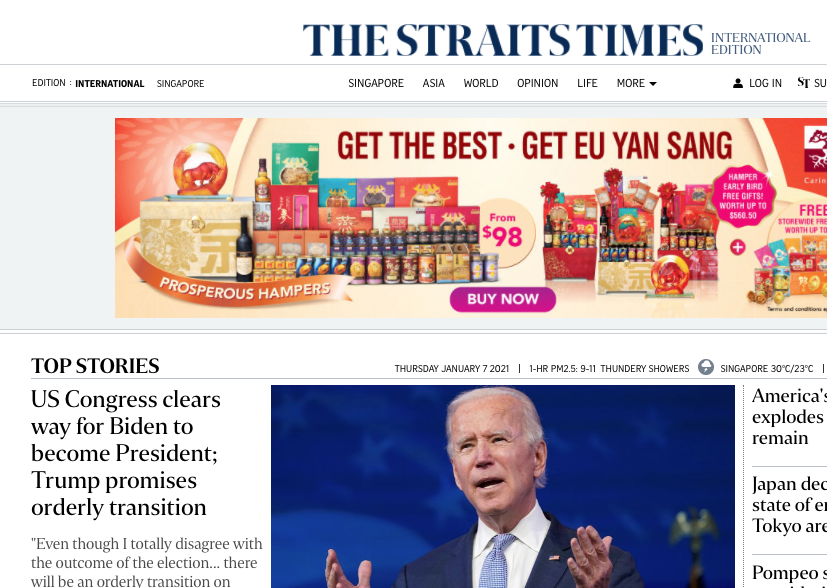 THE STRAITS TIMES INTERNATIONAL
EDITION
EDITION : INTERNATIONAL SINGAPORE SINGAPORE ASIA WORLD OPINION LIFE MORE LOG IN ST SU
GET THE BEST · GET EU YAN SANG
HAMPER
EARLY BIRD
FREE GIFTS!
WORTH UP TO
$560.50
Carin
From
$98
FREE
STOREWIDE FRE
WORTH UP TO
PROSPEROUS HAMPERS
BUY NOW
Terms and conditions ap
TOP STORIES
THURSDAY JANUARY 7 2021 | 1-HR PM2.5: 9-11 THUNDERY SHOWERS SINGAPORE 30°C/23°C |
US Congress clears
way for Biden to
become President;
Trump promises
orderly transition
"Even though I totally disagree with
the outcome of the election... there
will be an orderly transition on
America's
explodes
remain
Japan dec
state of e
Tokyo are
Pompeo s